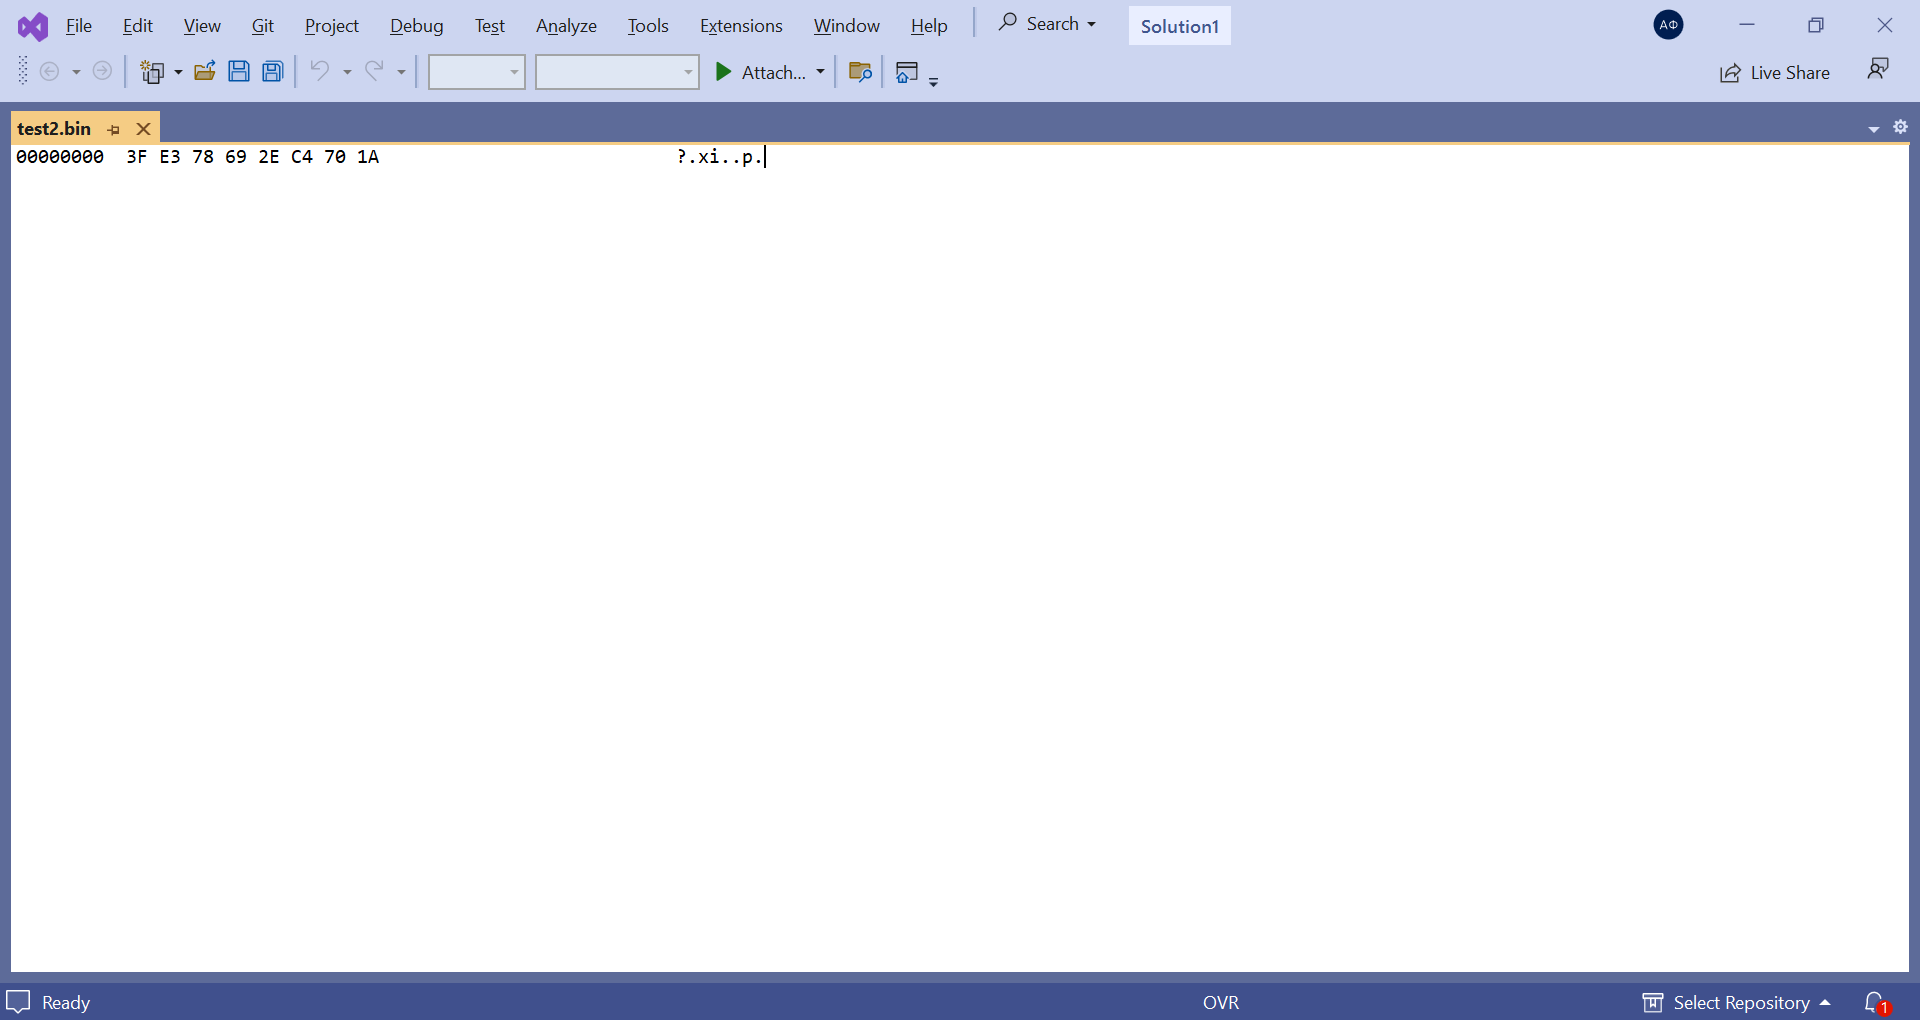 File Edit View Git Project Debug Test Analyze Tools Extensions Window Help Search Solution1 АФ
Attach... Live Share
test2.bin
00000000 3F E3 78 69 2E C4 70 1A ?.xi..p.
Ready OVR Select Repository 1